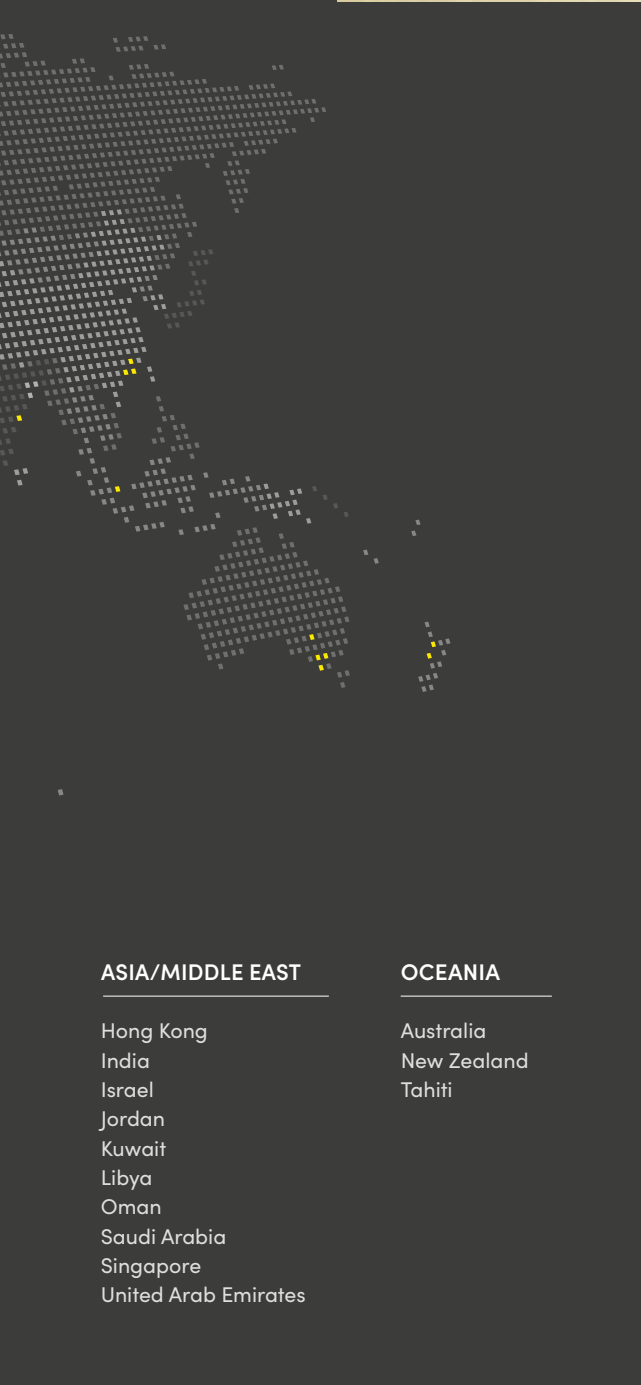 ASIA/MIDDLE EAST
Hong Kong
India
Israel
Jordan
Kuwait
Libya
Oman
Saudi Arabia
Singapore
United Arab Emirates
OCEANIA
Australia
New Zealand
Tahiti